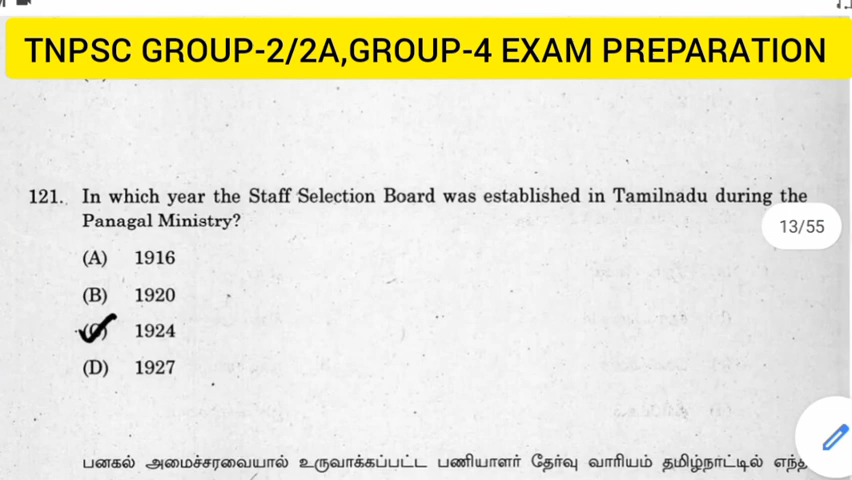 TNPSC GROUP-2/2A,GROUP-4 EXAM PREPARATION
121. In which year the Staff Selection Board was established in Tamilnadu during the
Panagal Ministry?
13/55
(A) 1916
(B) 1920
(C) 1924
(D) 1927
பனகல் அமைச்சரவையால் உருவாக்கப்பட்ட பணியாளர் தேர்வு வாரியம் தமிழ்நாட்டில் எந்த